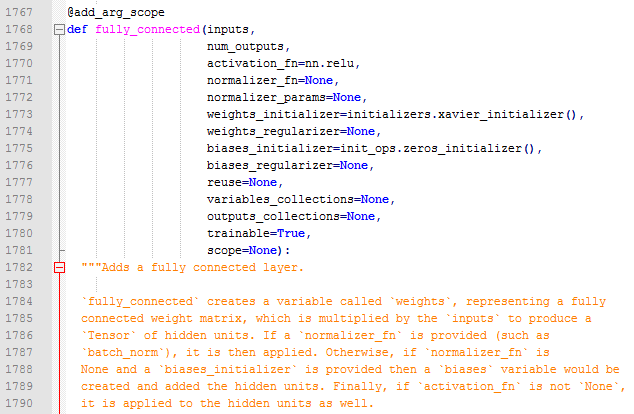 1767 @add_arg_scope
1768 def fully_connected(inputs,
1769 num_outputs,
1770 activation_fn=nn.relu,
1771 normalizer_fn=None,
1772 normalizer_params=None,
1773 weights_initializer=initializers.xavier_initializer(),
1774 weights_regularizer=None,
1775 biases_initializer=init_ops.zeros_initializer(),
1776 biases_regularizer=None,
1777 reuse=None,
1778 variables_collections=None,
1779 outputs_collections=None,
1780 trainable=True,
1781 scope=None):
1782 """Adds a fully connected layer.
1783
1784 `fully_connected` creates a variable called `weights`, representing a fully
1785 connected weight matrix, which is multiplied by the `inputs` to produce a
1786 `Tensor` of hidden units. If a `normalizer_fn` is provided (such as
1787 `batch_norm`), it is then applied. Otherwise, if `normalizer_fn` is
1788 None and a `biases_initializer` is provided then a `biases` variable would be
1789 created and added the hidden units. Finally, if `activation_fn` is not `None`,
1790 it is applied to the hidden units as well.